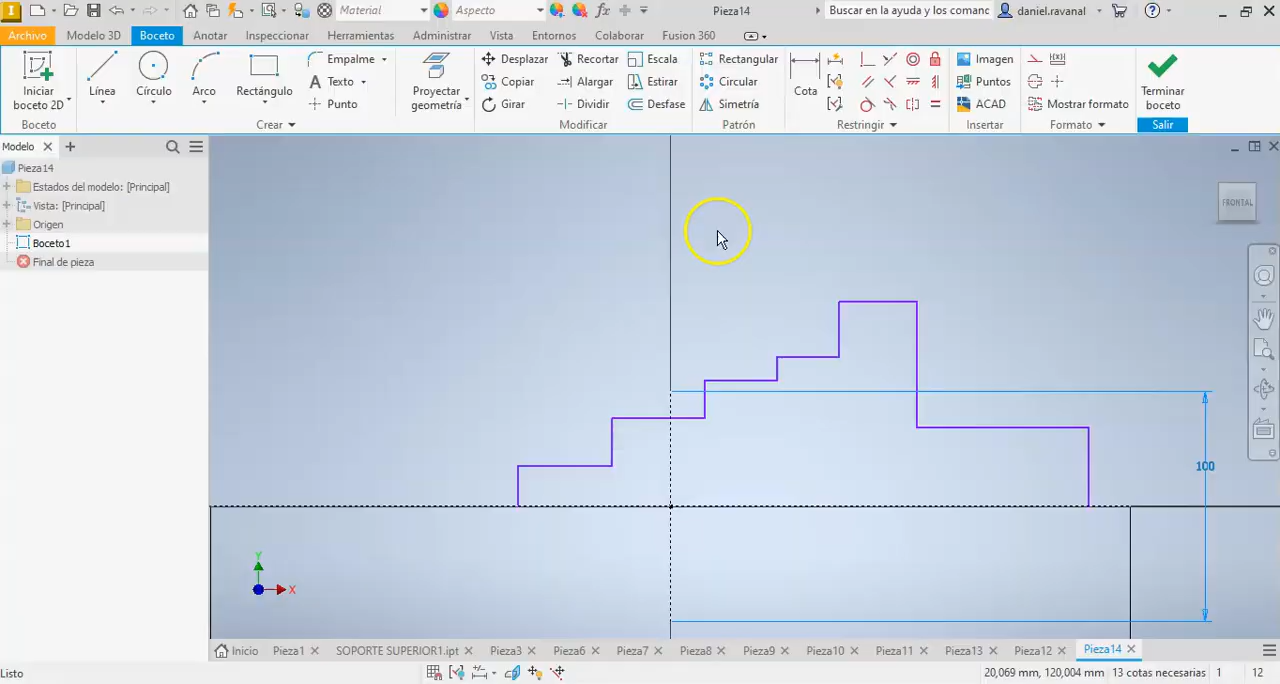 Material
Aspecto
fx
Pieza14
Buscar en la ayuda y los comanc
daniel.ravanal
Archivo Modelo 3D Boceto Anotar Inspeccionar Herramientas Administrar Vista Entornos Colaborar Fusion 360
Iniciar boceto 2D
Boceto
Línea
Círculo
Arco
Rectángulo
Empalme
Texto
Punto
Crear
Proyectar geometría
Desplazar
Copiar
Girar
Recortar
Alargar
Dividir
Escala
Estirar
Desfase
Modificar
Rectangular
Circular
Simetría
Patrón
Cota
Restringir
Imagen
Puntos
ACAD
Insertar
Mostrar formato
Formato
Terminar boceto
Salir
Modelo
Pieza14
Estados del modelo: [Principal]
Vista: [Principal]
Origen
Boceto1
Final de pieza
FRONTAL
100
Y
X
Inicio Pieza1 SOPORTE SUPERIOR1.ipt Pieza3 Pieza6 Pieza7 Pieza8 Pieza9 Pieza10 Pieza11 Pieza13 Pieza12 Pieza14
Listo
20,069 mm, 120,004 mm 13 cotas necesarias 1 12